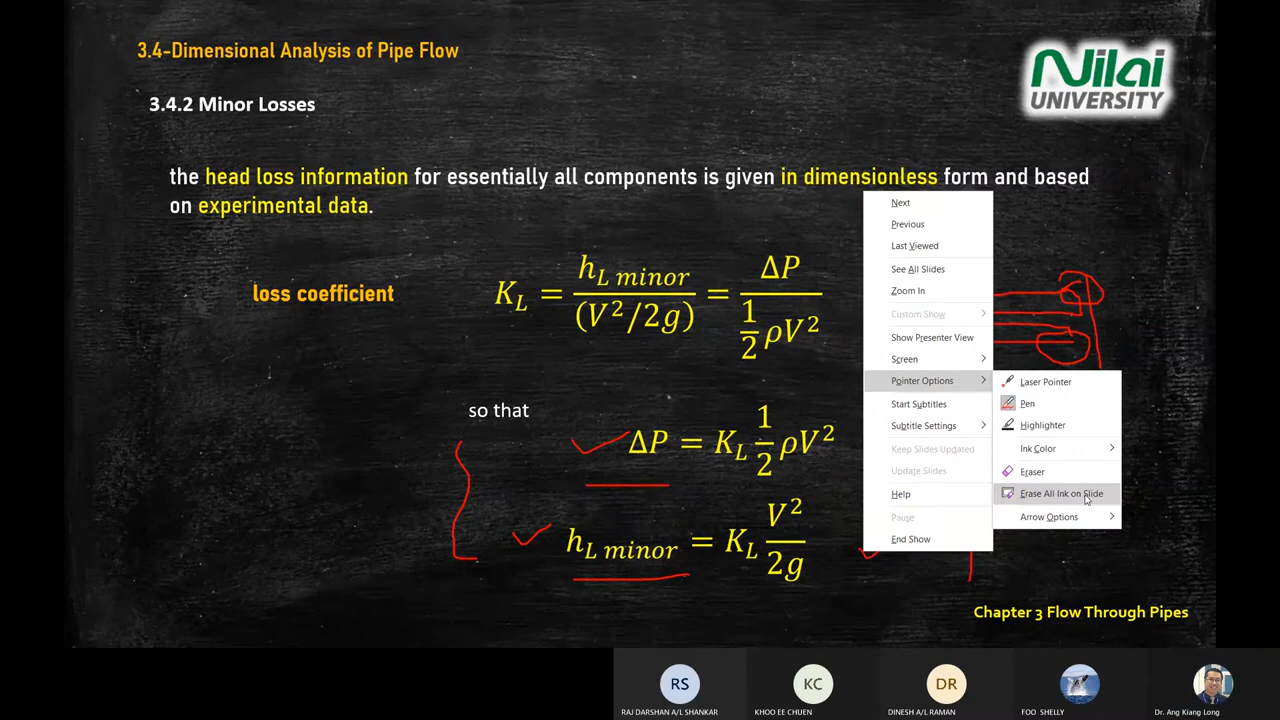 3.4-Dimensional Analysis of Pipe Flow
Nilai
UNIVERSITY
3.4.2 Minor Losses
the head loss information for essentially all components is given in dimensionless form and based
on experimental data.
loss coefficient
K_L = h_{L minor} / (V^2/2g) = ΔP / (1/2 ρV^2)
so that
ΔP = K_L 1/2 ρV^2
h_{L minor} = K_L V^2/2g
Next
Previous
Last Viewed
See All Slides
Zoom In
Custom Show
Show Presenter View
Screen
Pointer Options
Start Subtitles
Subtitle Settings
Keep Slides Updated
Update Slides
Help
Pause
End Show
Laser Pointer
Pen
Highlighter
Ink Color
Eraser
Erase All Ink on Slide
Arrow Options
Chapter 3 Flow Through Pipes
RS
KC
DR
RAJ DARSHAN A/L SHANKAR
KHOO EE CHUEN
DINESH A/L RAMAN
FOO SHELLY
Dr. Ang Kiang Long